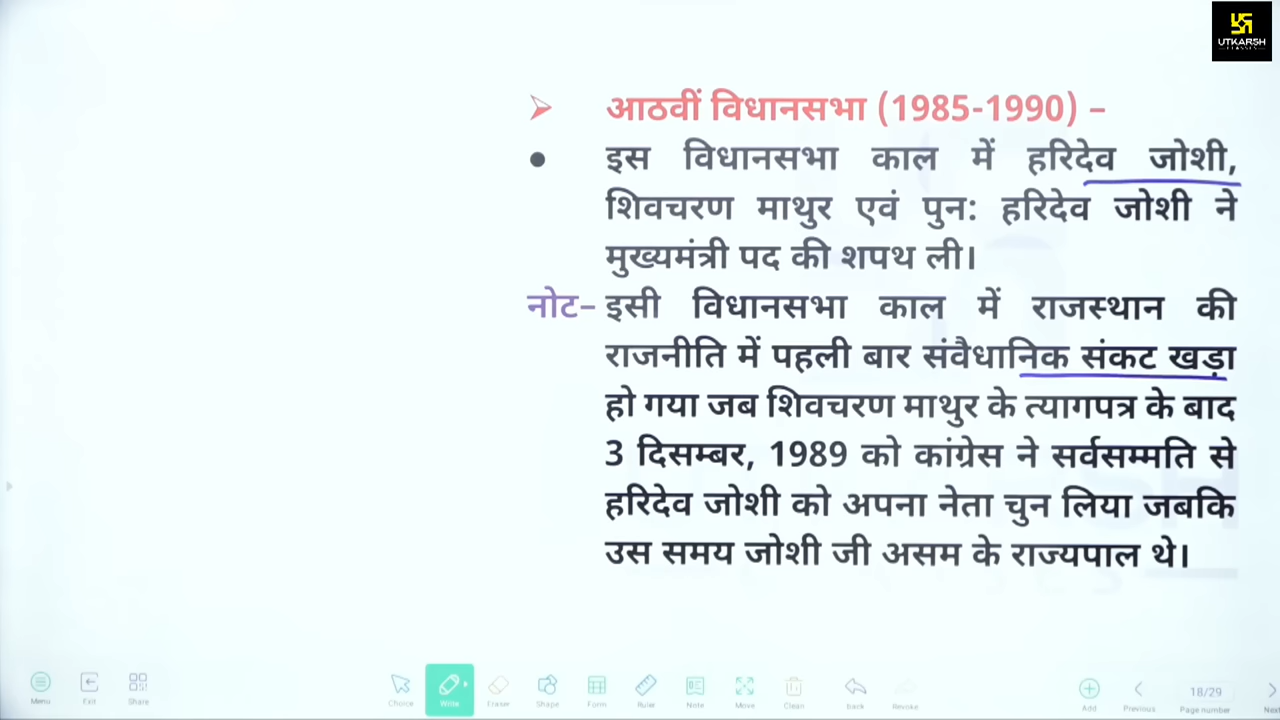 UTKARSH
CLASSES
➢ आठवीं विधानसभा (1985-1990) –
● इस विधानसभा काल में हरिदेव जोशी,
शिवचरण माथुर एवं पुन: हरिदेव जोशी ने
मुख्यमंत्री पद की शपथ ली।
नोट– इसी विधानसभा काल में राजस्थान की
राजनीति में पहली बार संवैधानिक संकट खड़ा
हो गया जब शिवचरण माथुर के त्यागपत्र के बाद
3 दिसम्बर, 1989 को कांग्रेस ने सर्वसम्मति से
हरिदेव जोशी को अपना नेता चुन लिया जबकि
उस समय जोशी जी असम के राज्यपाल थे।
Menu Exit Share Choice Write Eraser Shape Form Ruler Note Move Clean Back Revoke Add Previous 18/29 Page number Next